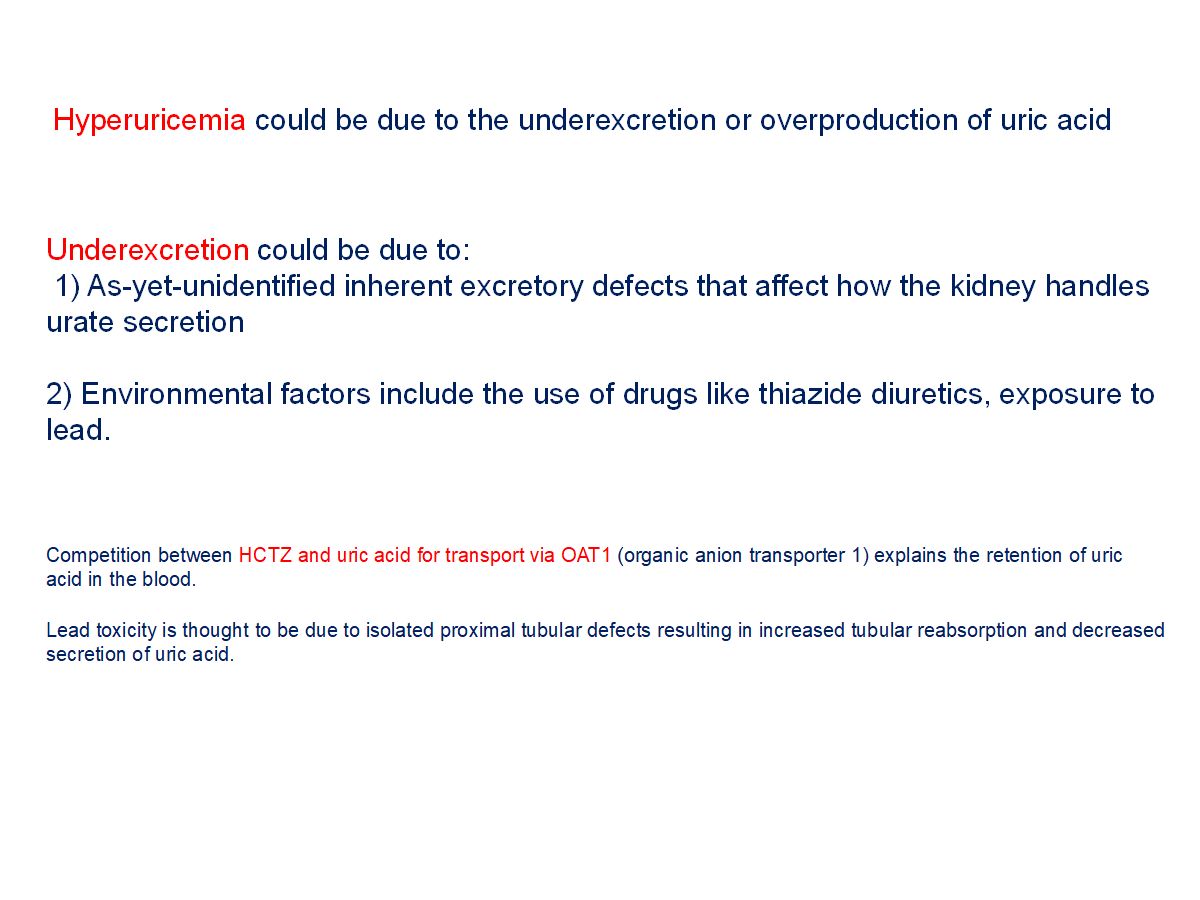 Hyperuricemia could be due to the underexcretion or overproduction of uric acid
Underexcretion could be due to:
1) As-yet-unidentified inherent excretory defects that affect how the kidney handles
urate secretion
2) Environmental factors include the use of drugs like thiazide diuretics, exposure to
lead.
Competition between HCTZ and uric acid for transport via OAT1 (organic anion transporter 1) explains the retention of uric
acid in the blood.
Lead toxicity is thought to be due to isolated proximal tubular defects resulting in increased tubular reabsorption and decreased
secretion of uric acid.